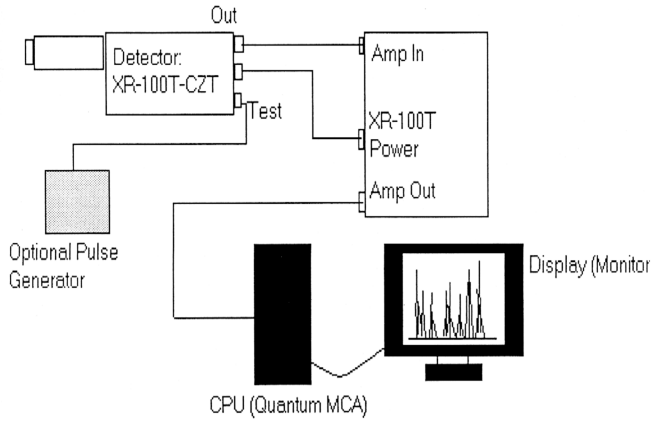 Out
Detector:
XR-100T-CZT
Amp In
Test
XR-100T
Power
Amp Out
Optional Pulse
Generator
Display (Monitor
CPU (Quantum MCA)